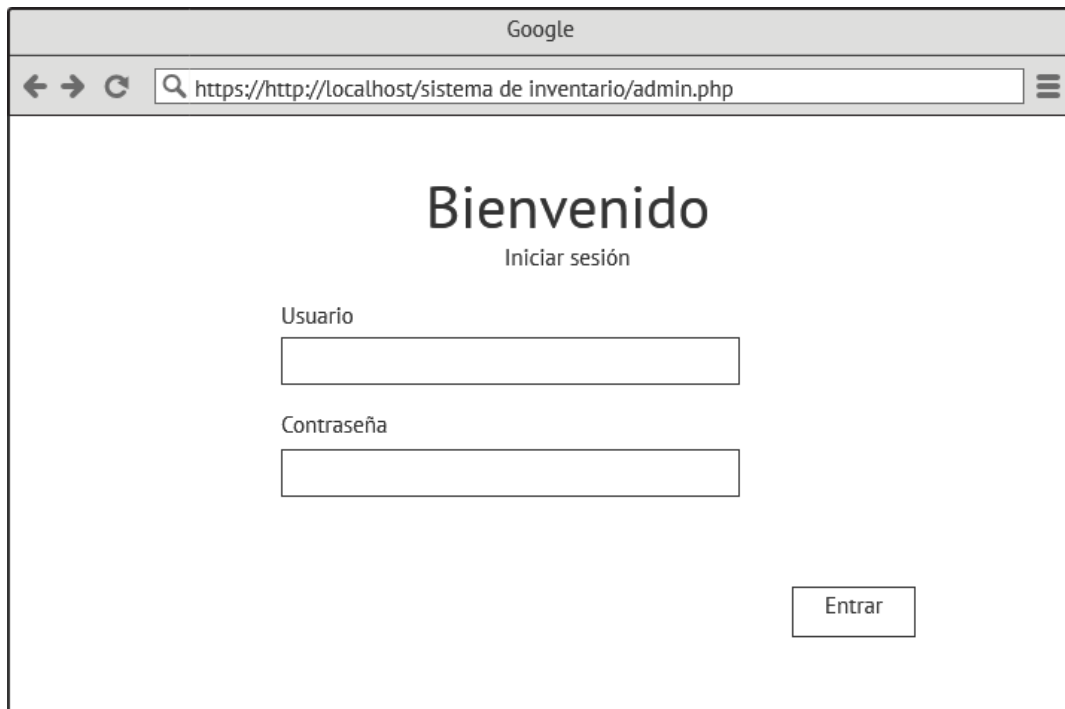 Google
https://http://localhost/sistema de inventario/admin.php
Bienvenido
Iniciar sesión
Usuario
Contraseña
Entrar